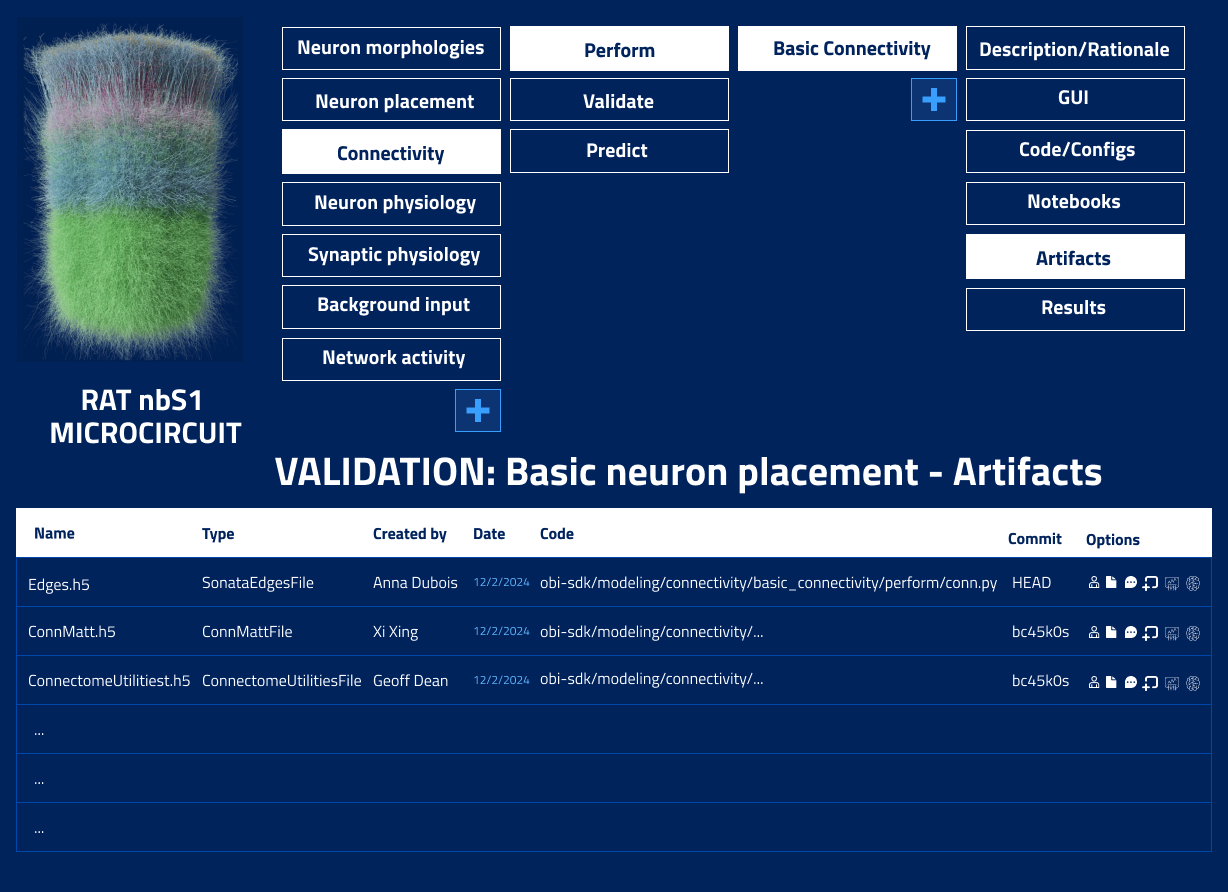 Neuron morphologies
Neuron placement
Connectivity
Neuron physiology
Synaptic physiology
Background input
Network activity
Perform
Validate
Predict
Basic Connectivity
Description/Rationale
GUI
Code/Configs
Notebooks
Artifacts
Results
RAT nbS1
MICROCIRCUIT
VALIDATION: Basic neuron placement - Artifacts
Name Type Created by Date Code Commit Options
Edges.h5 SonataEdgesFile Anna Dubois 12/2/2024 obi-sdk/modeling/connectivity/basic_connectivity/perform/conn.py HEAD
ConnMatt.h5 ConnMattFile Xi Xing 12/2/2024 obi-sdk/modeling/connectivity/... bc45k0s
ConnectomeUtilitiest.h5 ConnectomeUtilitiesFile Geoff Dean 12/2/2024 obi-sdk/modeling/connectivity/... bc45k0s
...
...
...